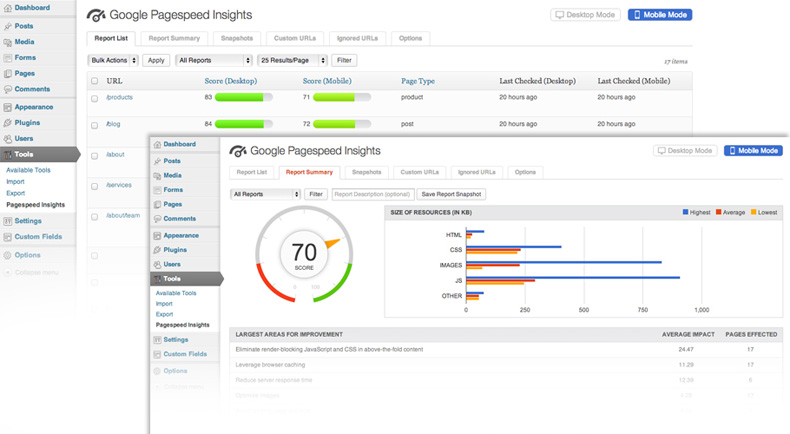 Dashboard
Posts
Media
Forms
Pages
Comments
Appearance
Plugins
Users
Tools
Available Tools
Import
Export
Pagespeed Insights
Settings
Custom Fields
Options
Collapse menu
Google Pagespeed Insights
Desktop Mode
Mobile Mode
Report List Report Summary Snapshots Custom URLs Ignored URLs Options
Bulk Actions Apply All Reports 25 Results/Page Filter 17 items
URL Score (Desktop) Score (Mobile) Page Type Last Checked (Desktop) Last Checked (Mobile)
/products 83 71 product 20 hours ago 20 hours ago
/blog 84 72 post 20 hours ago 20 hours ago
/about
/services
/about/team
Dashboard
Posts
Media
Forms
Pages
Comments
Appearance
Plugins
Users
Tools
Available Tools
Import
Export
Pagespeed Insights
Settings
Custom Fields
Options
Google Pagespeed Insights
Desktop Mode
Mobile Mode
Report List Report Summary Snapshots Custom URLs Ignored URLs Options
All Reports Filter Report Description (optional) Save Report Snapshot
70
SCORE
0 100
SIZE OF RESOURCES (IN KB)
Highest Average Lowest
HTML
CSS
IMAGES
JS
OTHER
0 250 500 750 1,000
LARGEST AREAS FOR IMPROVEMENT AVERAGE IMPACT PAGES EFFECTED
Eliminate render-blocking JavaScript and CSS in above-the-fold content 24.47 17
Leverage browser caching 11.29 17
Reduce server response time 12.39 6
Optimize images 17